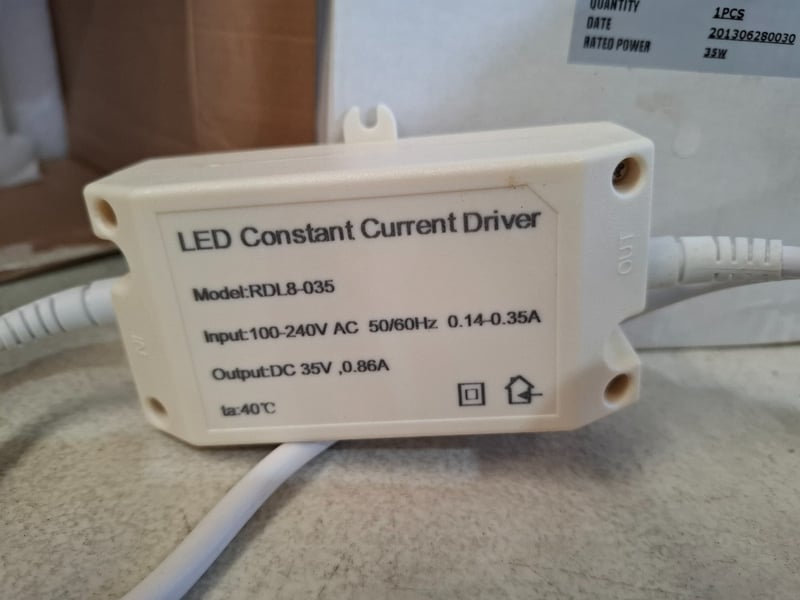 QUANTITY 1PCS
DATE 201306280030
RATED POWER 35W
LED Constant Current Driver
Model:RDL8-035
Input:100-240V AC 50/60Hz 0.14-0.35A
Output:DC 35V ,0.86A
ta:40℃
IN
OUT